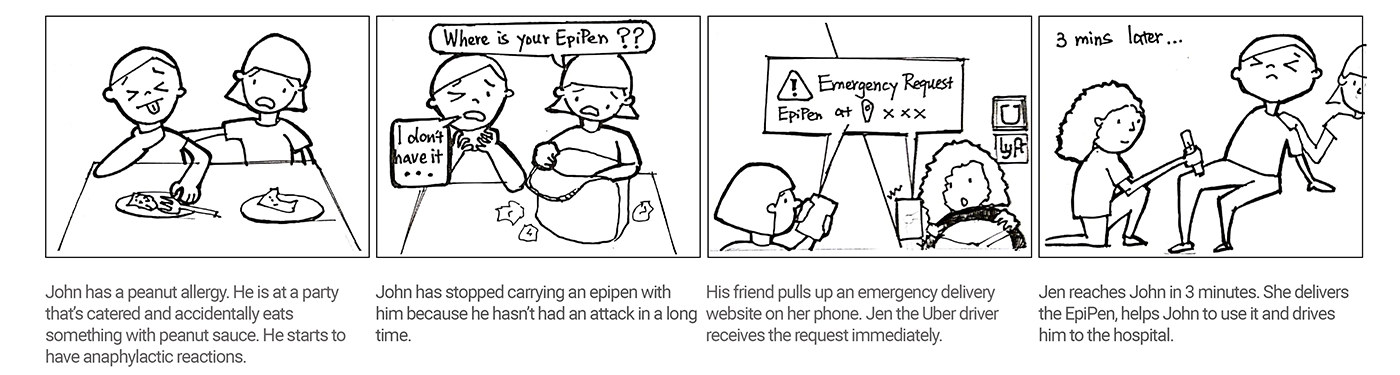 Where is your EpiPen ??
I don't
have it
...
Emergency Request
EpiPen at xxx
U
lyft
3 mins later...
John has a peanut allergy. He is at a party
that's catered and accidentally eats
something with peanut sauce. He starts to
have anaphylactic reactions.
John has stopped carrying an epipen with
him because he hasn't had an attack in a long
time.
His friend pulls up an emergency delivery
website on her phone. Jen the Uber driver
receives the request immediately.
Jen reaches John in 3 minutes. She delivers
the EpiPen, helps John to use it and drives
him to the hospital.